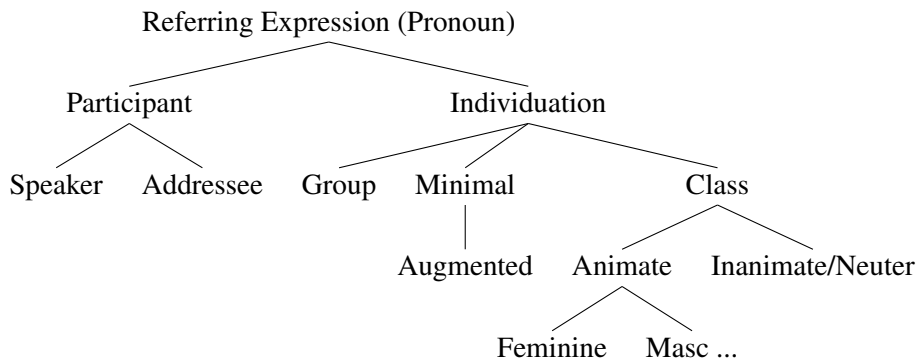 Referring Expression (Pronoun)
Participant Individuation
Speaker Addressee Group Minimal Class
Augmented Animate Inanimate/Neuter
Feminine Masc ...